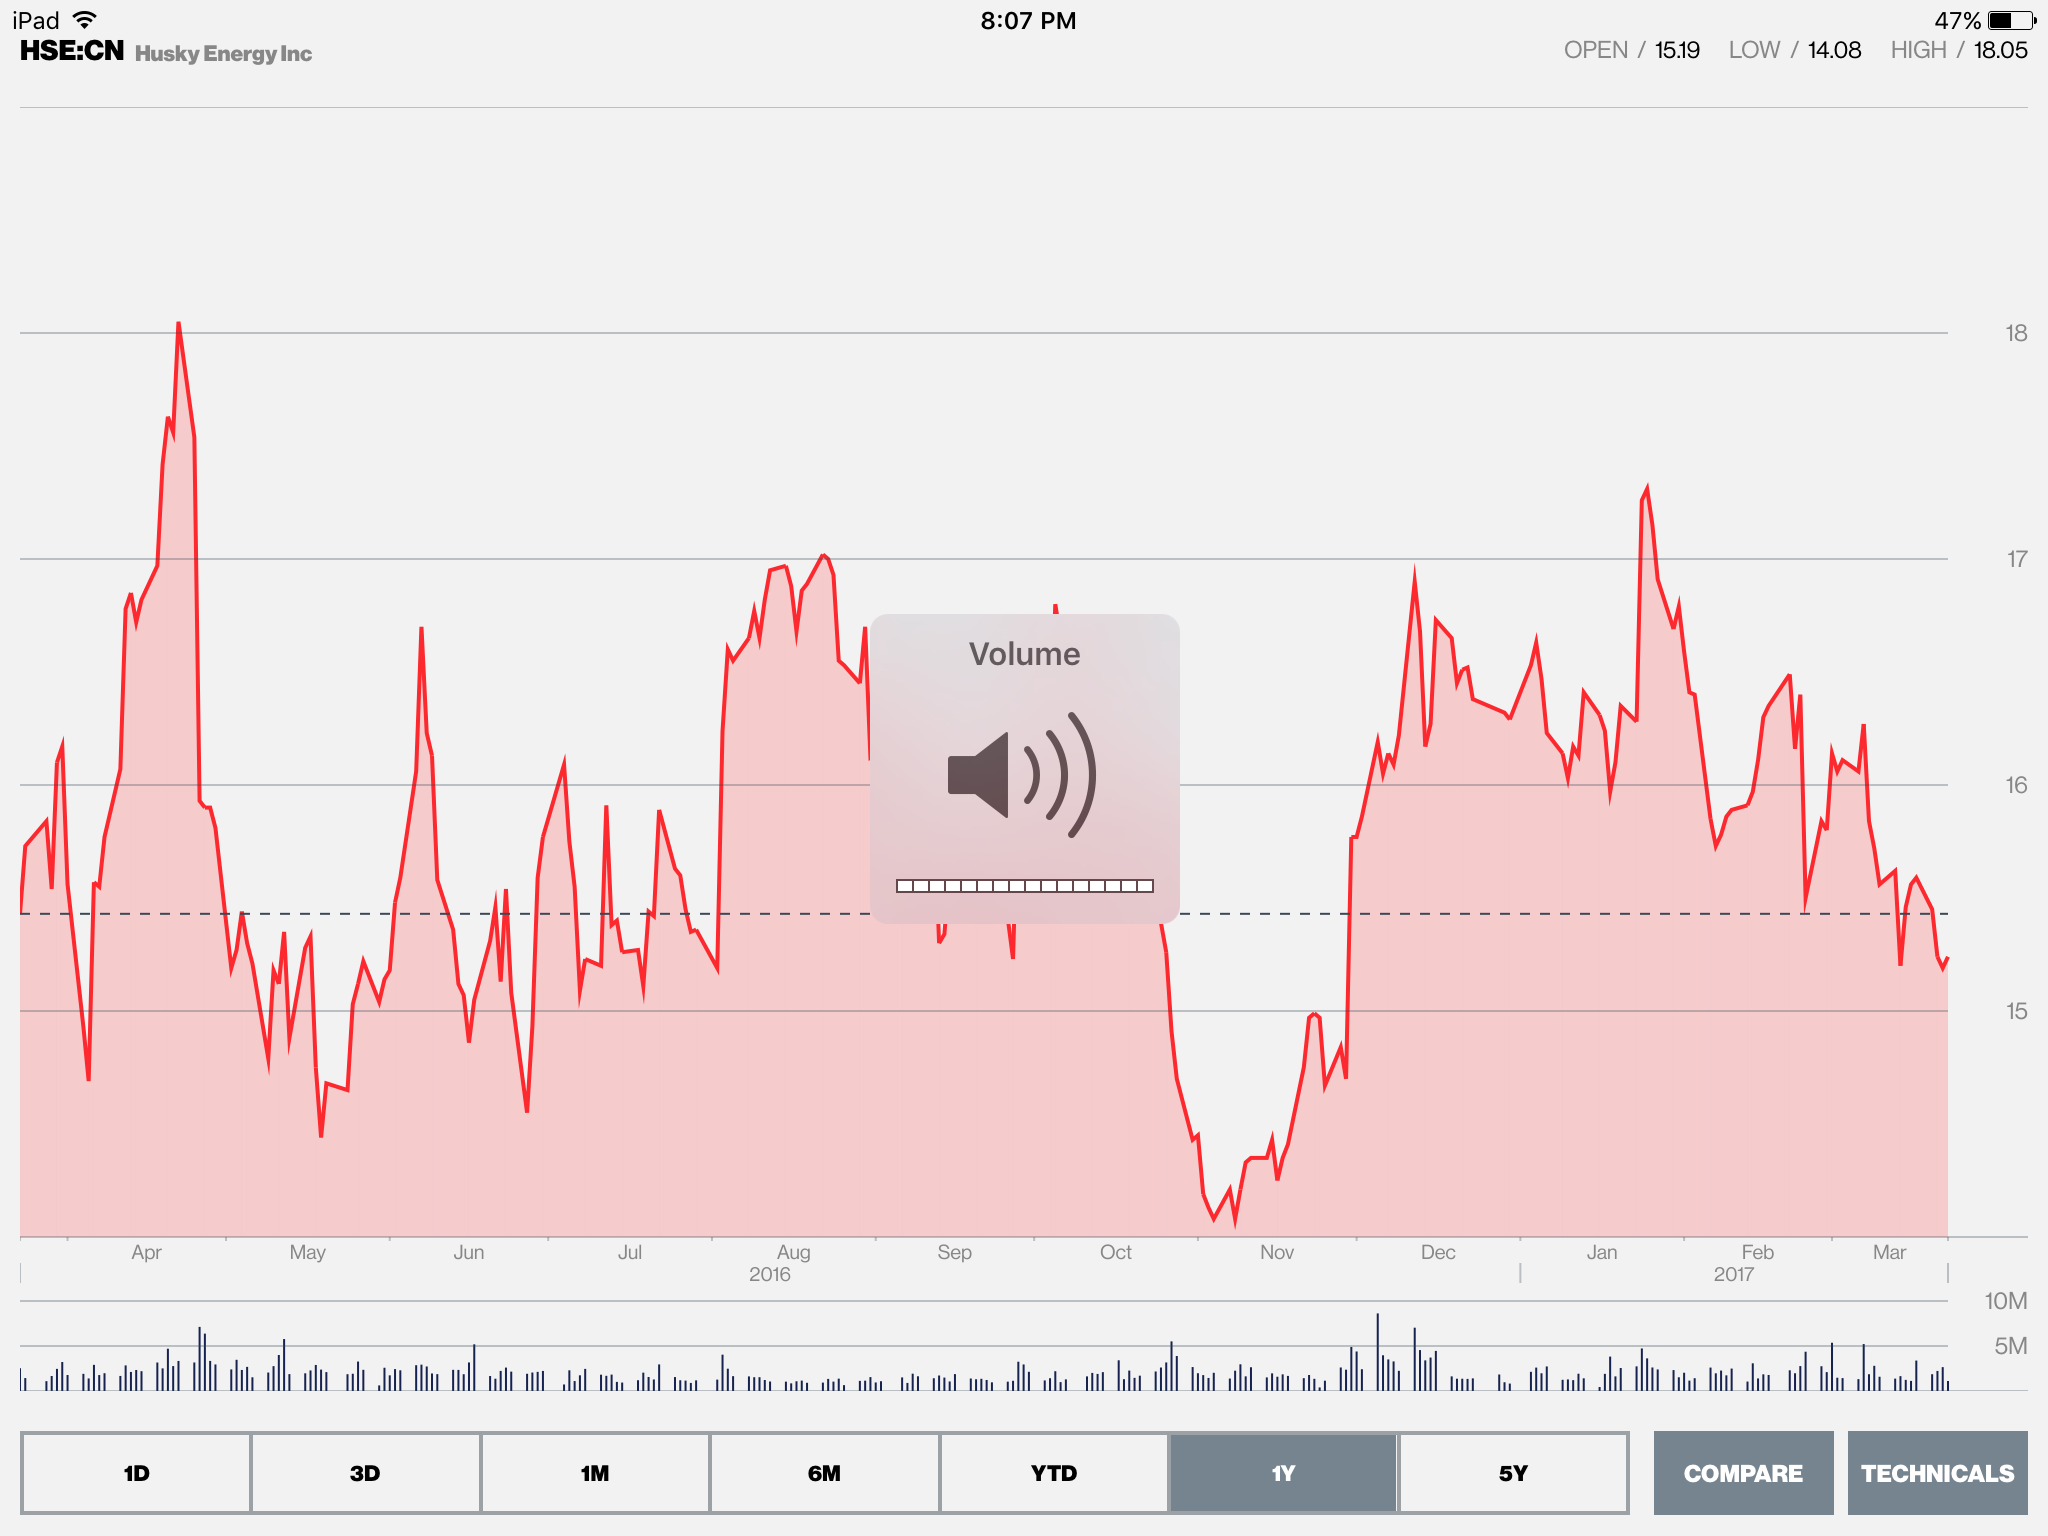 iPad 8:07 PM 47%
HSE:CN Husky Energy Inc OPEN / 15.19 LOW / 14.08 HIGH / 18.05
18
17
Volume
16
15
Apr May Jun Jul Aug Sep Oct Nov Dec Jan Feb Mar
2016 2017
10M
5M
1D 3D 1M 6M YTD 1Y 5Y COMPARE TECHNICALS